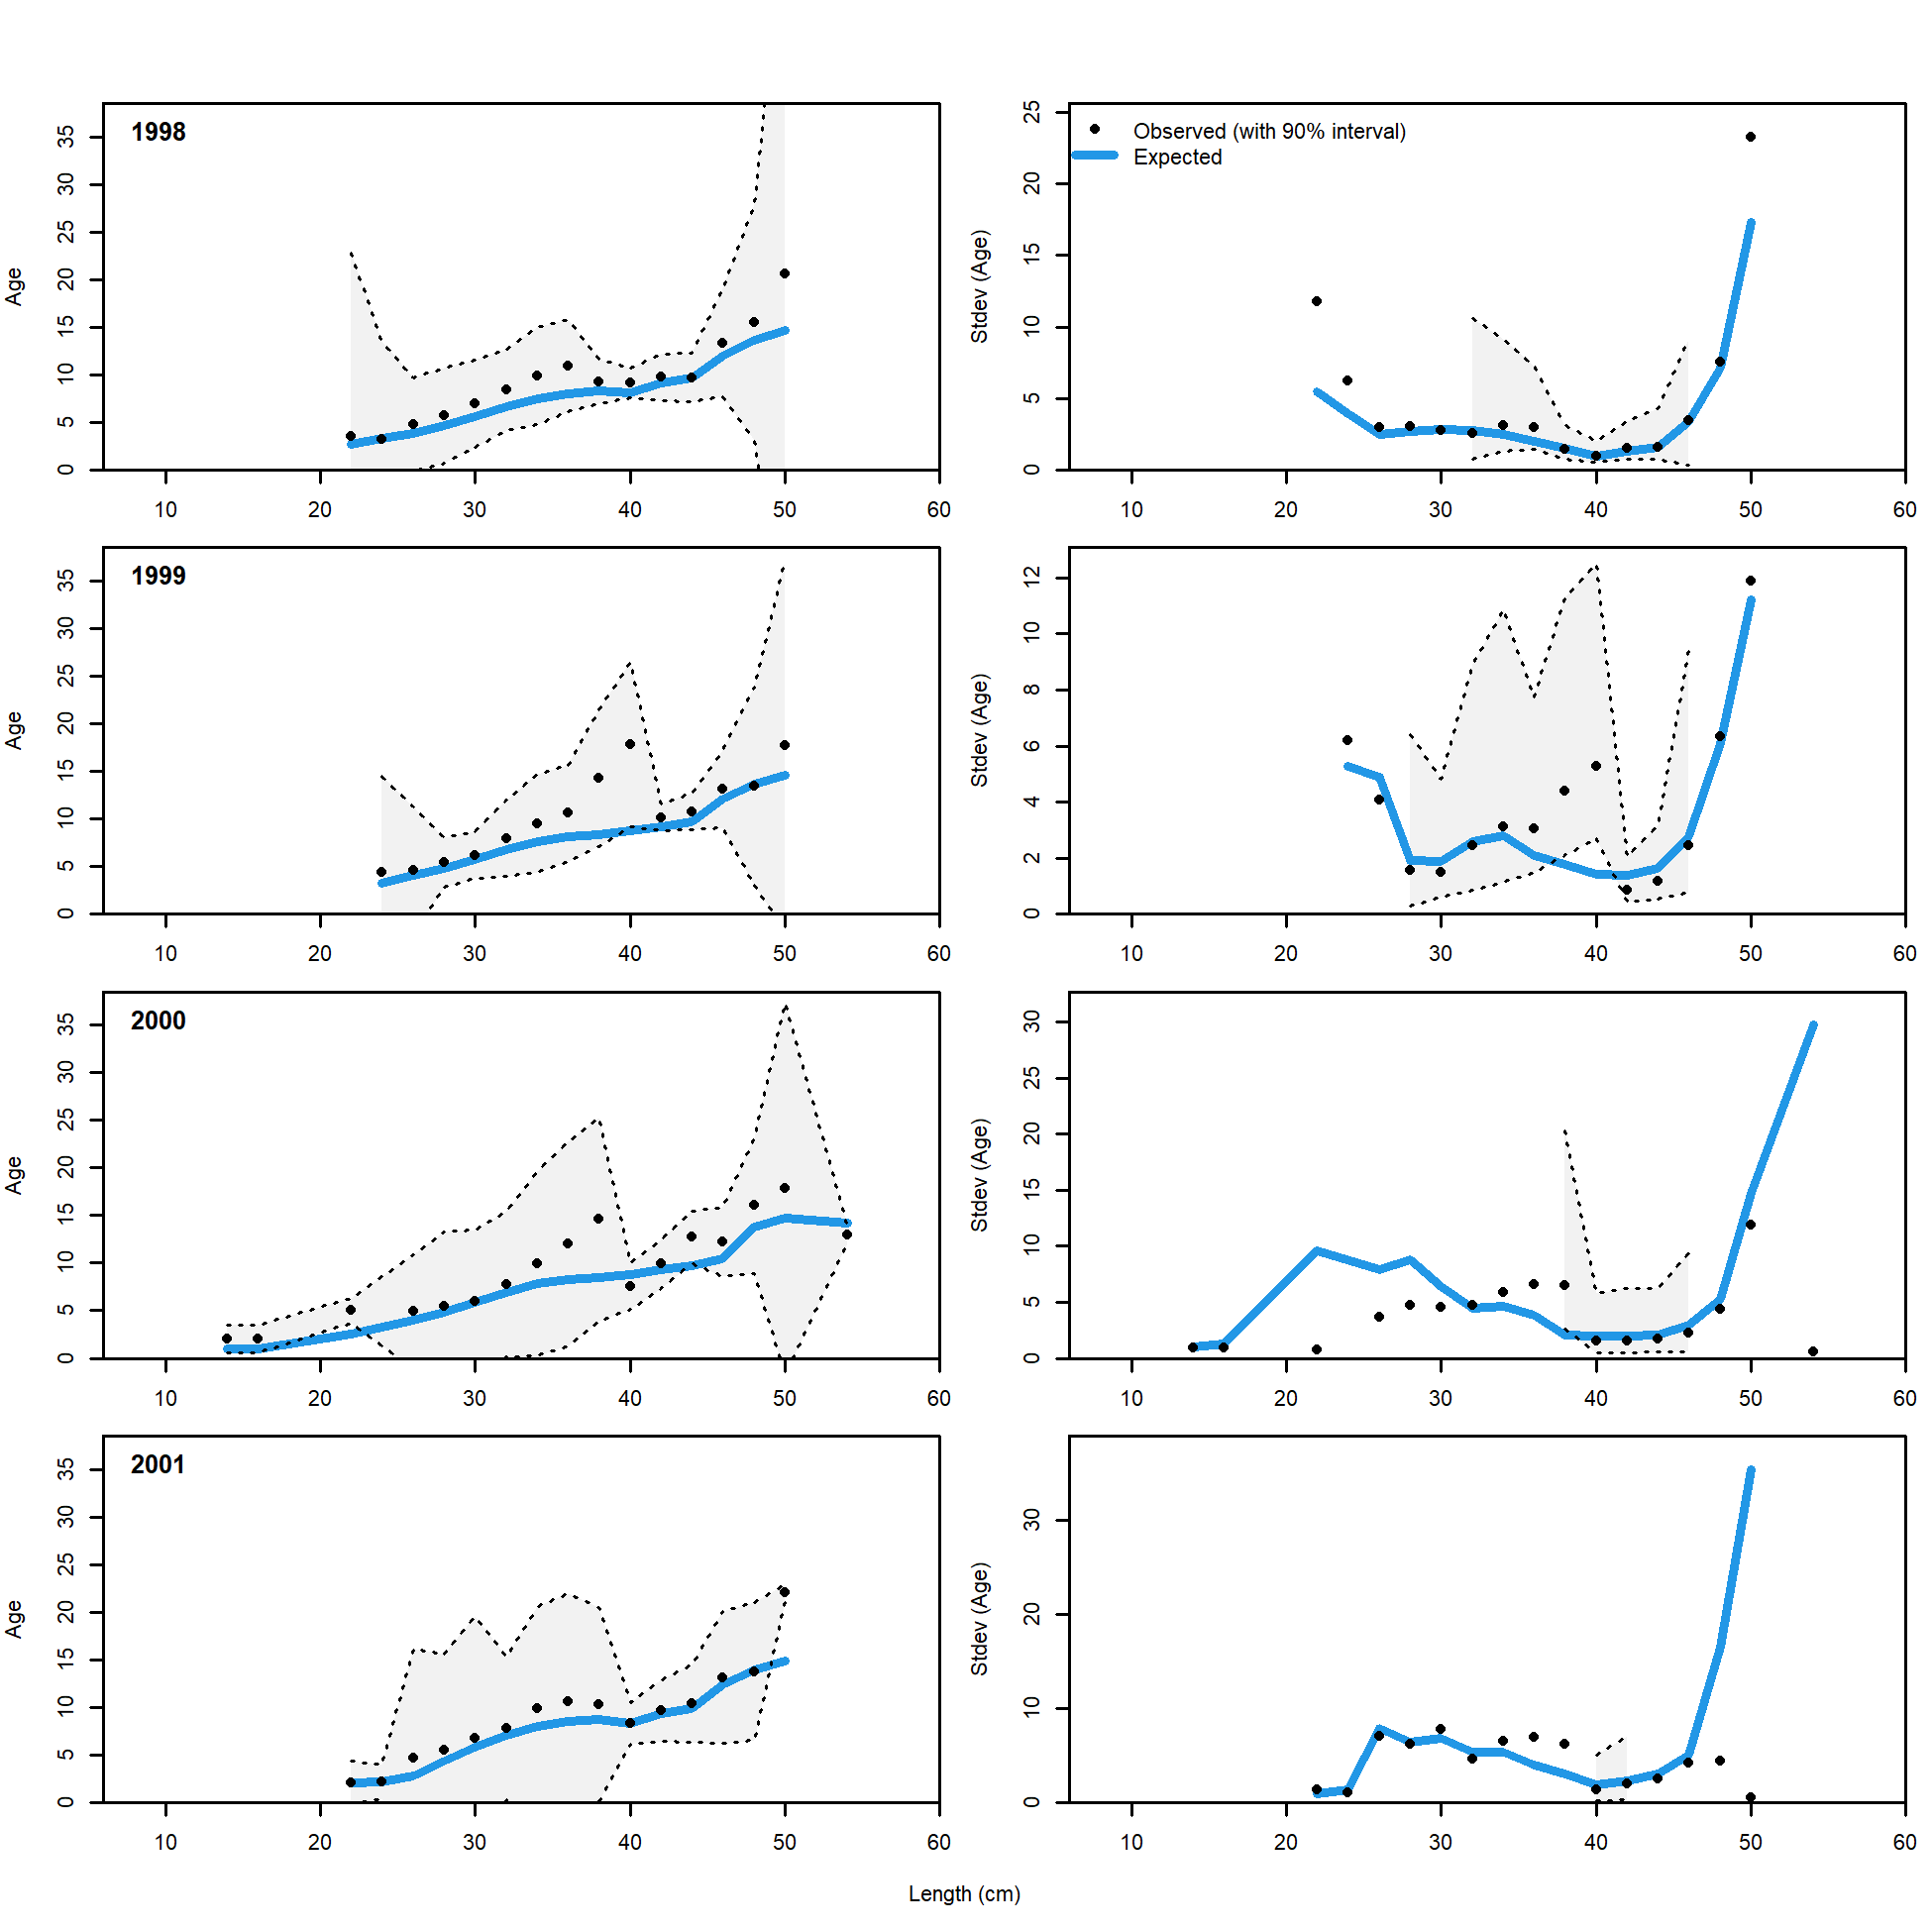 1998
Age
0 5 10 15 20 25 30 35
10 20 30 40 50 60
Observed (with 90% interval)
Expected
Stdev (Age)
0 5 10 15 20 25
10 20 30 40 50 60
1999
Age
0 5 10 15 20 25 30 35
10 20 30 40 50 60
Stdev (Age)
0 2 4 6 8 10 12
10 20 30 40 50 60
2000
Age
0 5 10 15 20 25 30 35
10 20 30 40 50 60
Stdev (Age)
0 5 10 15 20 25 30
10 20 30 40 50 60
2001
Age
0 5 10 15 20 25 30 35
10 20 30 40 50 60
Stdev (Age)
0 10 20 30
10 20 30 40 50 60
Length (cm)